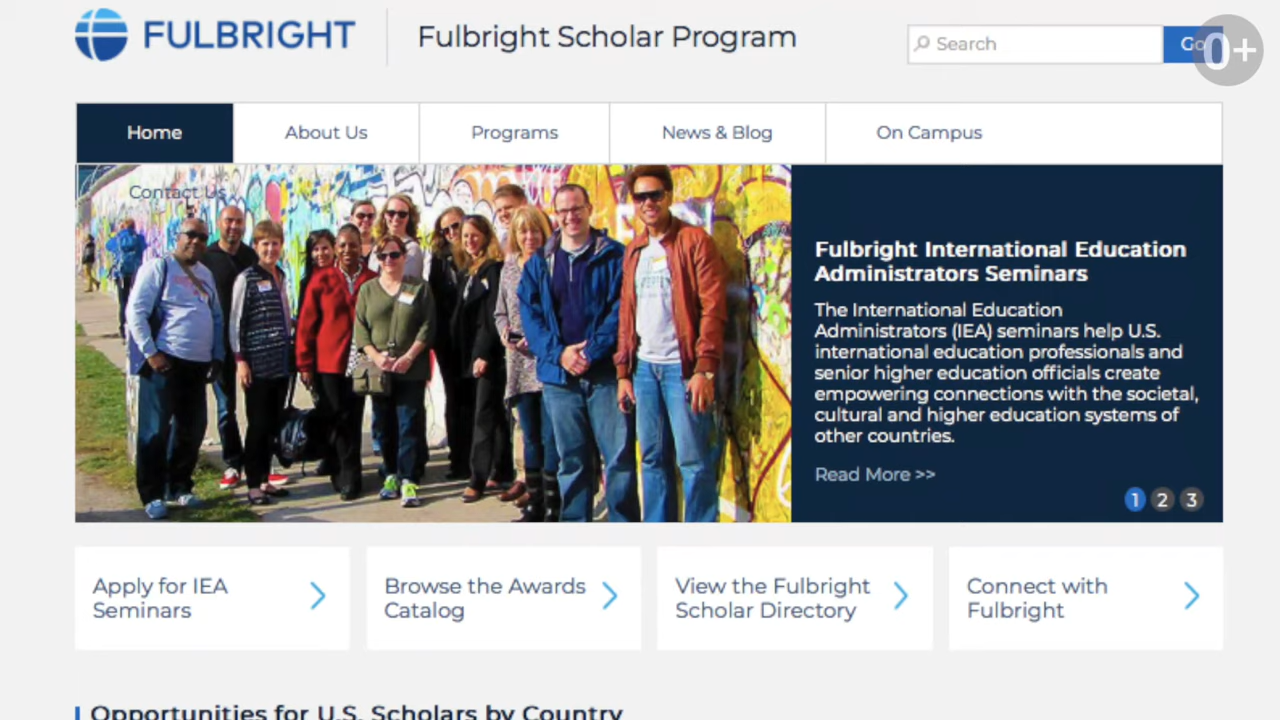 FULBRIGHT
Fulbright Scholar Program
Search
Go
0+
Home
About Us
Programs
News & Blog
On Campus
Contact Us
Fulbright International Education
Administrators Seminars
The International Education
Administrators (IEA) seminars help U.S.
international education professionals and
senior higher education officials create
empowering connections with the societal,
cultural and higher education systems of
other countries.
Read More >>
1 2 3
Apply for IEA
Seminars
Browse the Awards
Catalog
View the Fulbright
Scholar Directory
Connect with
Fulbright
Opportunities for U.S. Scholars by Country